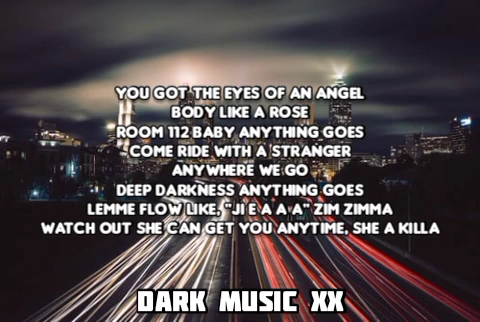 YOU GOT THE EYES OF AN ANGEL
BODY LIKE A ROSE
ROOM 112 BABY ANYTHING GOES
COME RIDE WITH A STRANGER
ANYWHERE WE GO
DEEP DARKNESS ANYTHING GOES
LEMME FLOW LIKE, "JI E A A A" ZIM ZIMMA
WATCH OUT SHE CAN GET YOU ANYTIME, SHE A KILLA
DARK MUSIC XX